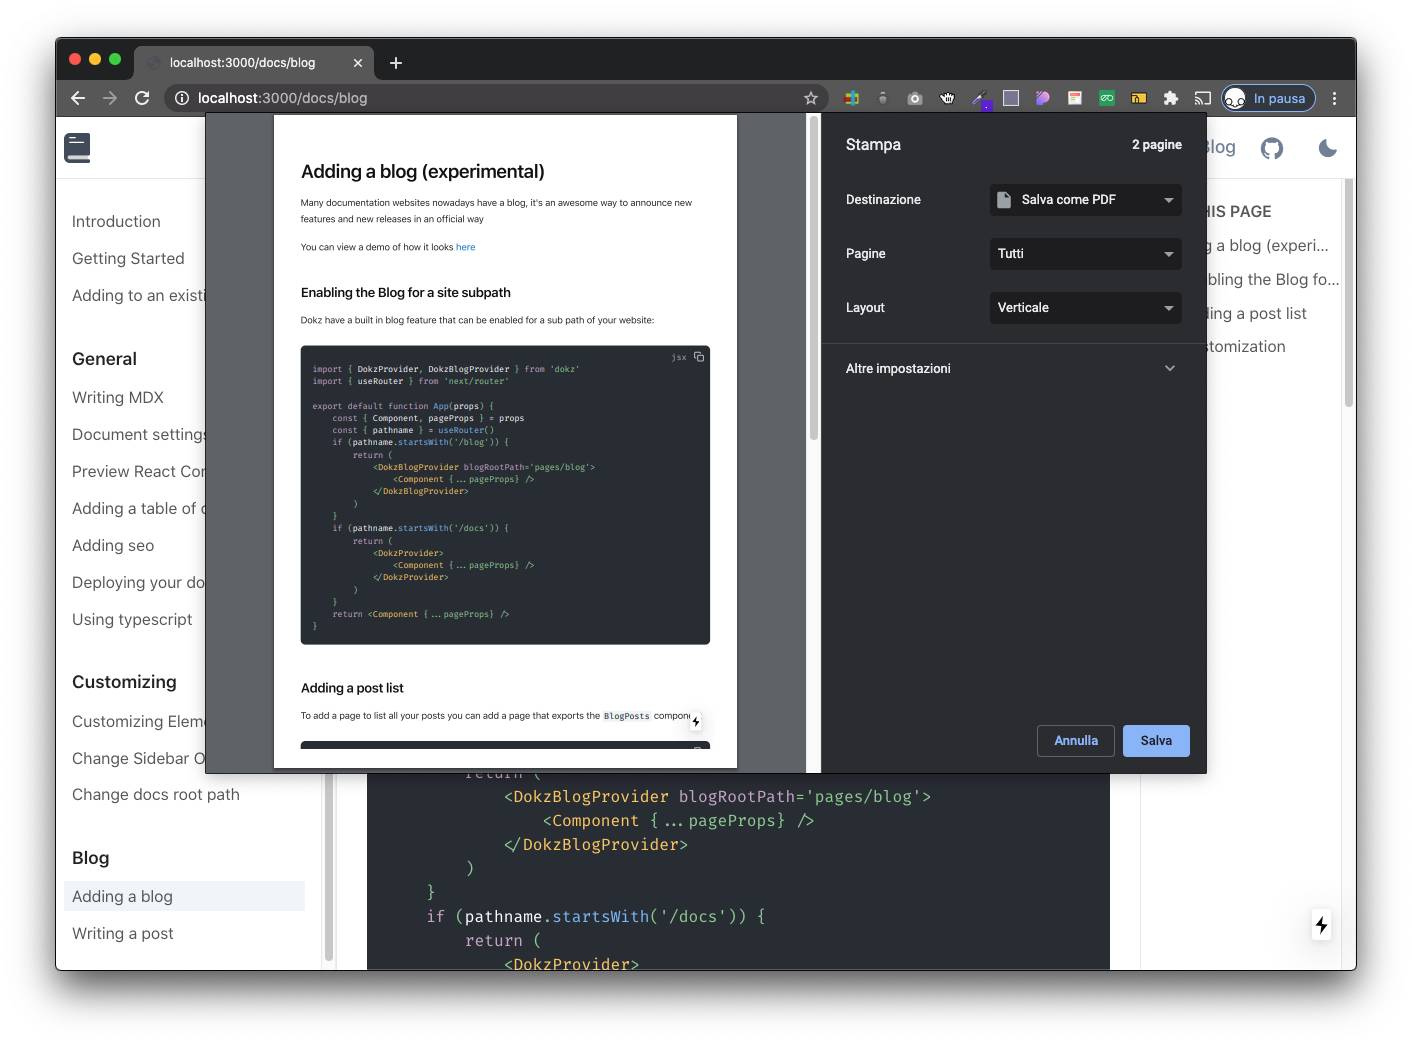 localhost:3000/docs/blog
localhost:3000/docs/blog
In pausa
Blog
Introduction
Getting Started
Adding to an existi
General
Writing MDX
Document settings
Preview React Cor
Adding a table of c
Adding seo
Deploying your do
Using typescript
Customizing
Customizing Eleme
Change Sidebar O
Change docs root path
Blog
Adding a blog
Writing a post
Adding a blog (experimental)
Many documentation websites nowadays have a blog, it's an awesome way to announce new
features and new releases in an official way
You can view a demo of how it looks here
Enabling the Blog for a site subpath
Dokz have a built in blog feature that can be enabled for a sub path of your website:
jsx
import { DokzProvider, DokzBlogProvider } from 'dokz'
import { useRouter } from 'next/router'
export default function App(props) {
const { Component, pageProps } = props
const { pathname } = useRouter()
if (pathname.startsWith('/blog')) {
return (
<DokzBlogProvider blogRootPath='pages/blog'>
<Component {...pageProps} />
</DokzBlogProvider>
)
}
if (pathname.startsWith('/docs')) {
return (
<DokzProvider>
<Component {...pageProps} />
</DokzProvider>
)
}
return <Component {...pageProps} />
}
Adding a post list
To add a page to list all your posts you can add a page that exports the BlogPosts compon
Stampa
2 pagine
Destinazione
Salva come PDF
Pagine
Tutti
Layout
Verticale
Altre impostazioni
Annulla
Salva
HIS PAGE
g a blog (experi...
bling the Blog fo...
ding a post list
tomization
return (
<DokzBlogProvider blogRootPath='pages/blog'>
<Component {...pageProps} />
</DokzBlogProvider>
)
}
if (pathname.startsWith('/docs')) {
return (
<DokzProvider>